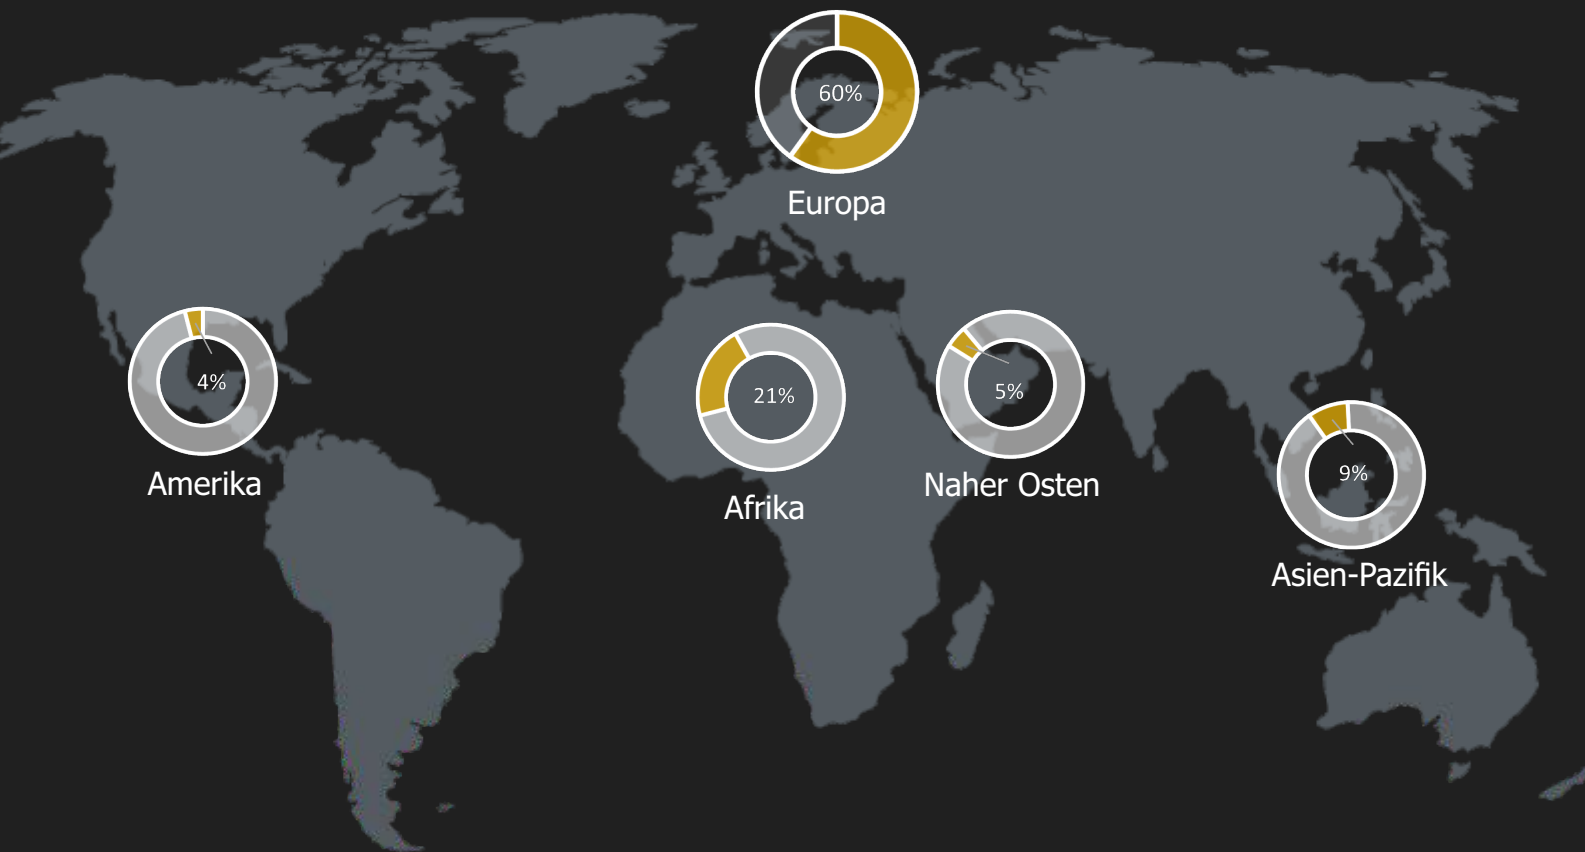 60%
Europa
4%
Amerika
21%
Afrika
5%
Naher Osten
9%
Asien-Pazifik